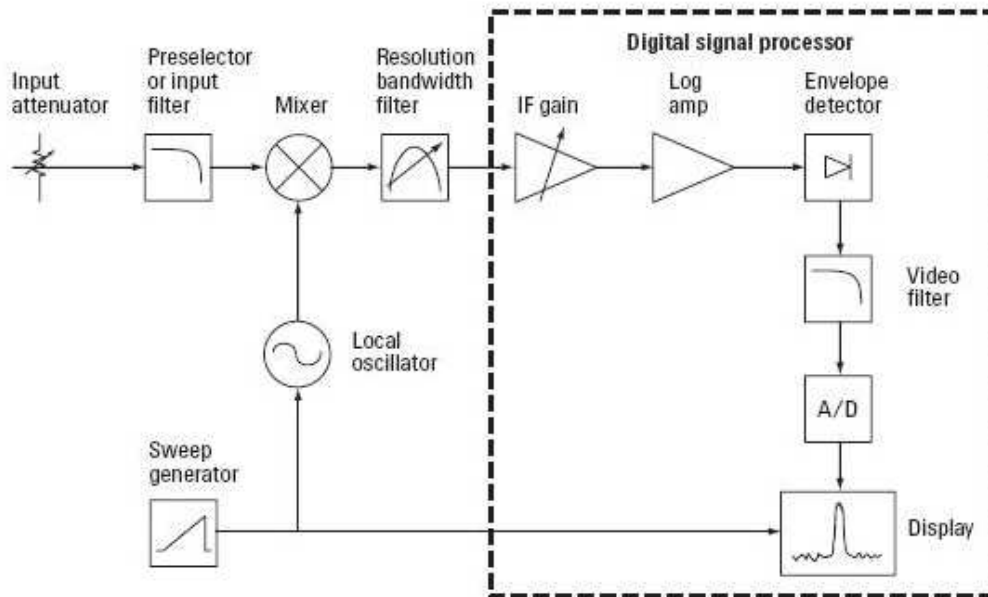 Digital signal processor
Input
attenuator
Preselector
or input
filter
Mixer
Resolution
bandwidth
filter
IF gain
Log
amp
Envelope
detector
Video
filter
Local
oscillator
A/D
Sweep
generator
Display